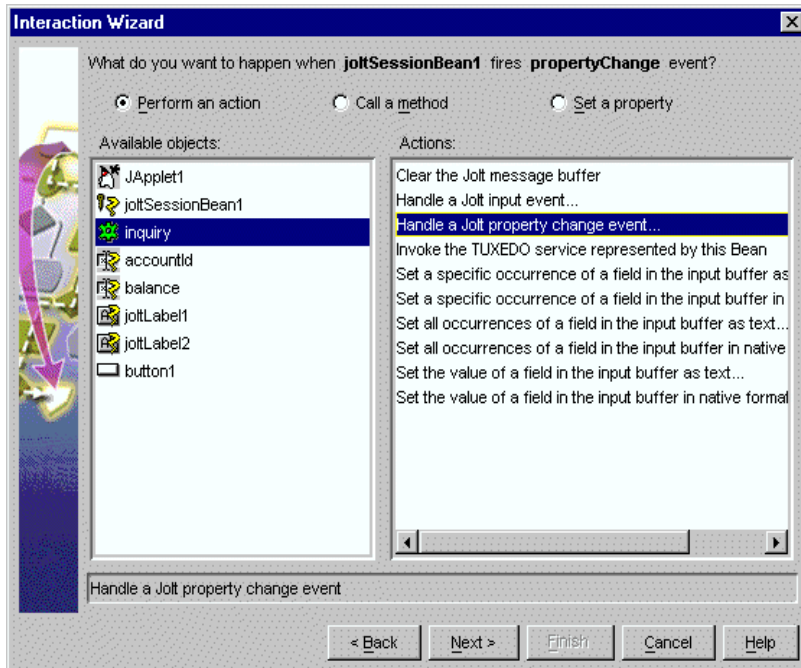 Interaction Wizard
What do you want to happen when joltSessionBean1 fires propertyChange event?
Perform an action
Call a method
Set a property
Available objects:
JApplet1
joltSessionBean1
inquiry
accountId
balance
joltLabel1
joltLabel2
button1
Actions:
Clear the Jolt message buffer
Handle a Jolt input event...
Handle a Jolt property change event...
Invoke the TUXEDO service represented by this Bean
Set a specific occurrence of a field in the input buffer as
Set a specific occurrence of a field in the input buffer in
Set all occurrences of a field in the input buffer as text...
Set all occurrences of a field in the input buffer in native
Set the value of a field in the input buffer as text...
Set the value of a field in the input buffer in native format
Handle a Jolt property change event
< Back
Next >
Finish
Cancel
Help